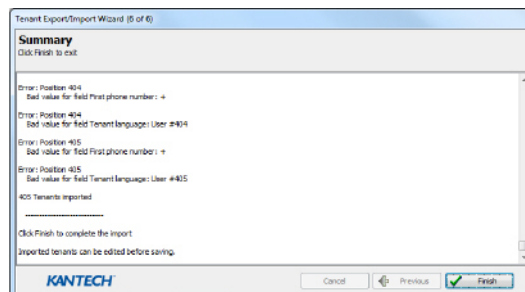 Tenant Export/Import Wizard (6 of 6)
Summary
Click Finish to exit
Error: Position 404
Bad value for field First phone number: +
Error: Position 404
Bad value for field Tenant language: User #404
Error: Position 405
Bad value for field First phone number: +
Error: Position 405
Bad value for field Tenant language: User #405
405 Tenants imported
----------------------------
Click Finish to complete the import
Imported tenants can be edited before saving.
KANTECH
Cancel
Previous
Finish